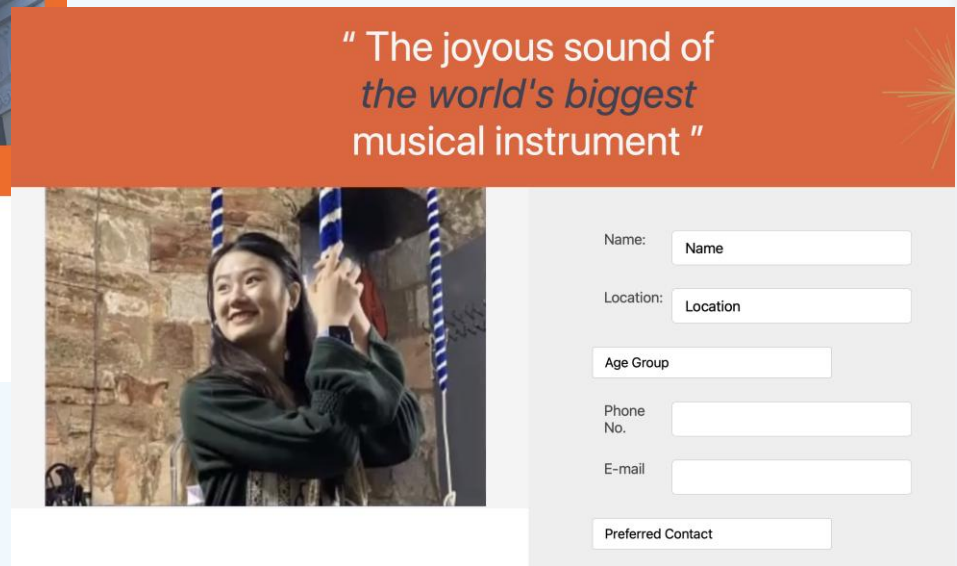 “ The joyous sound of
the world's biggest
musical instrument ”
Name:
Name
Location:
Location
Age Group
Phone
No.
E-mail
Preferred Contact